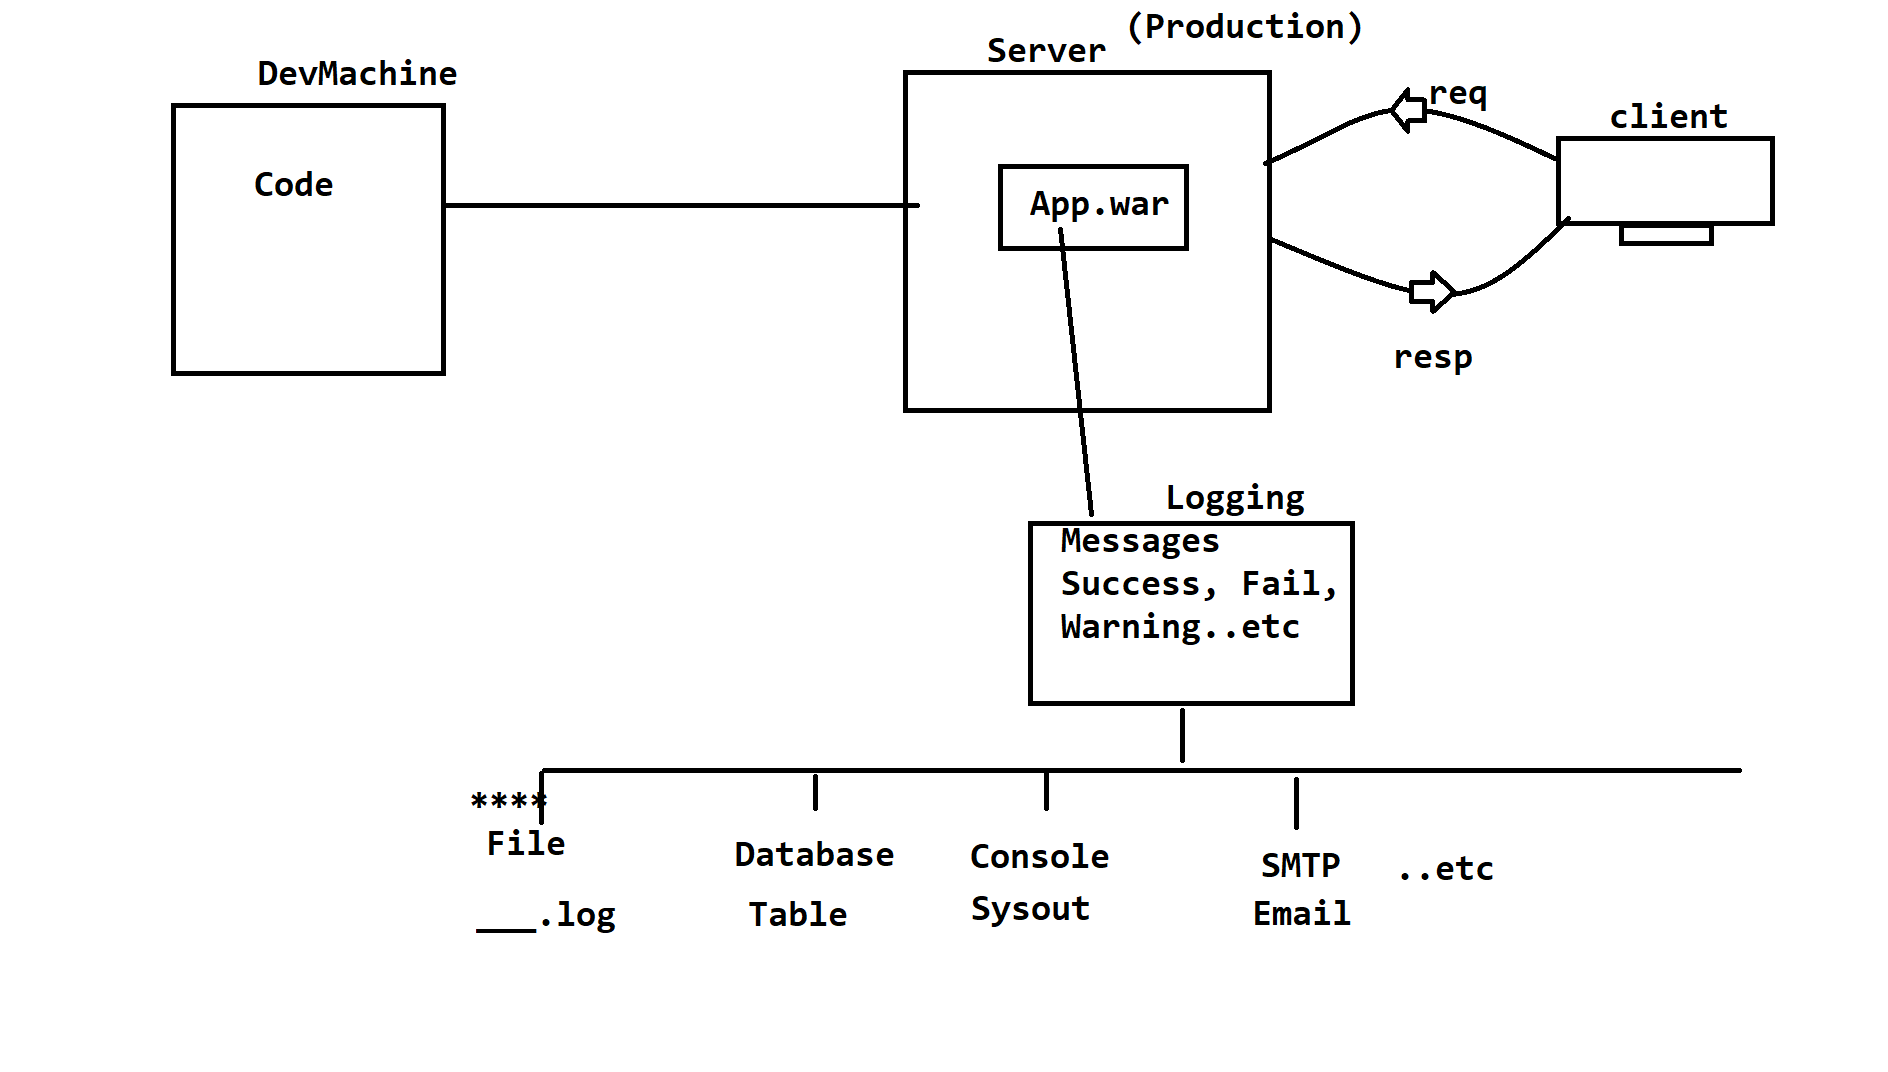 (Production)
Server
DevMachine
req
client
Code
App.war
resp
Logging
Messages
Success, Fail,
Warning..etc
****
File
___.log
Database
Table
Console
Sysout
SMTP
Email
..etc